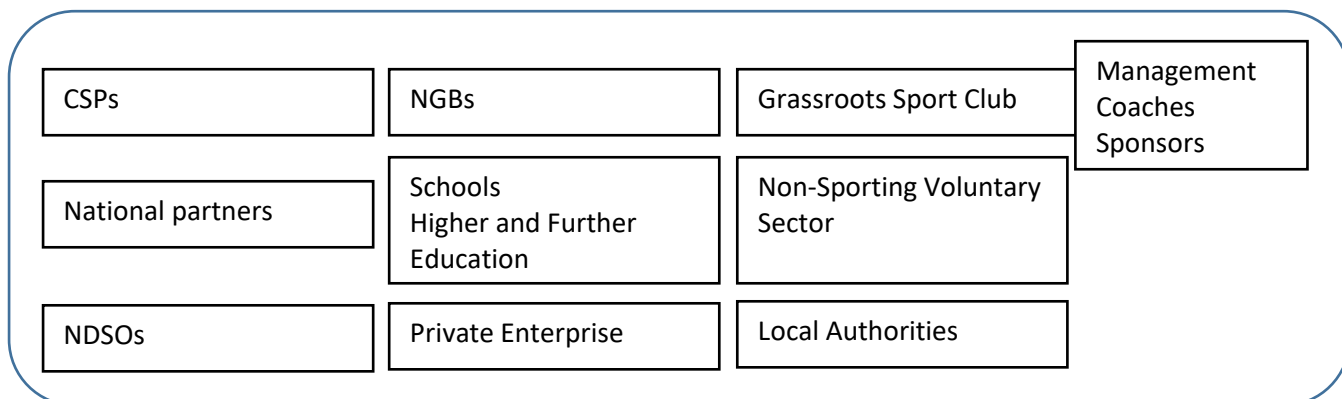 CSPs
NGBs
Grassroots Sport Club
Management
Coaches
Sponsors
National partners
Schools
Higher and Further
Education
Non-Sporting Voluntary
Sector
NDSOs
Private Enterprise
Local Authorities